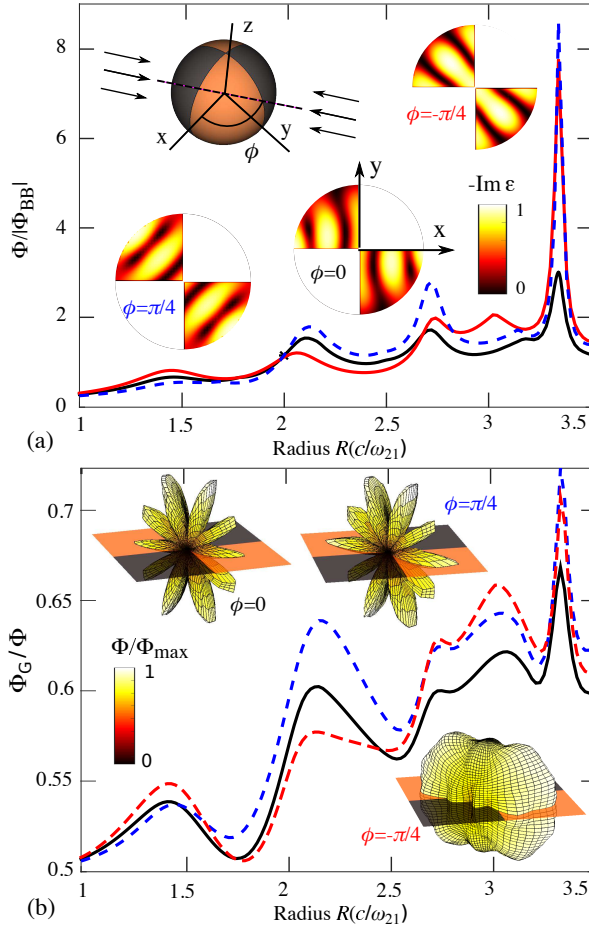 8
6
4
2
0
Φ/|Φ_BB|
z
x
y
ϕ
ϕ=-π/4
y
x
ϕ=0
ϕ=π/4
-Im ε
1
0
1
1.5
2
2.5
3
3.5
(a)
Radius R(c/ω₂₁)
0.7
0.65
0.6
0.55
0.5
Φ_G/Φ
ϕ=π/4
ϕ=0
Φ/Φ_max
1
0
ϕ=-π/4
1
1.5
2
2.5
3
3.5
(b)
Radius R(c/ω₂₁)